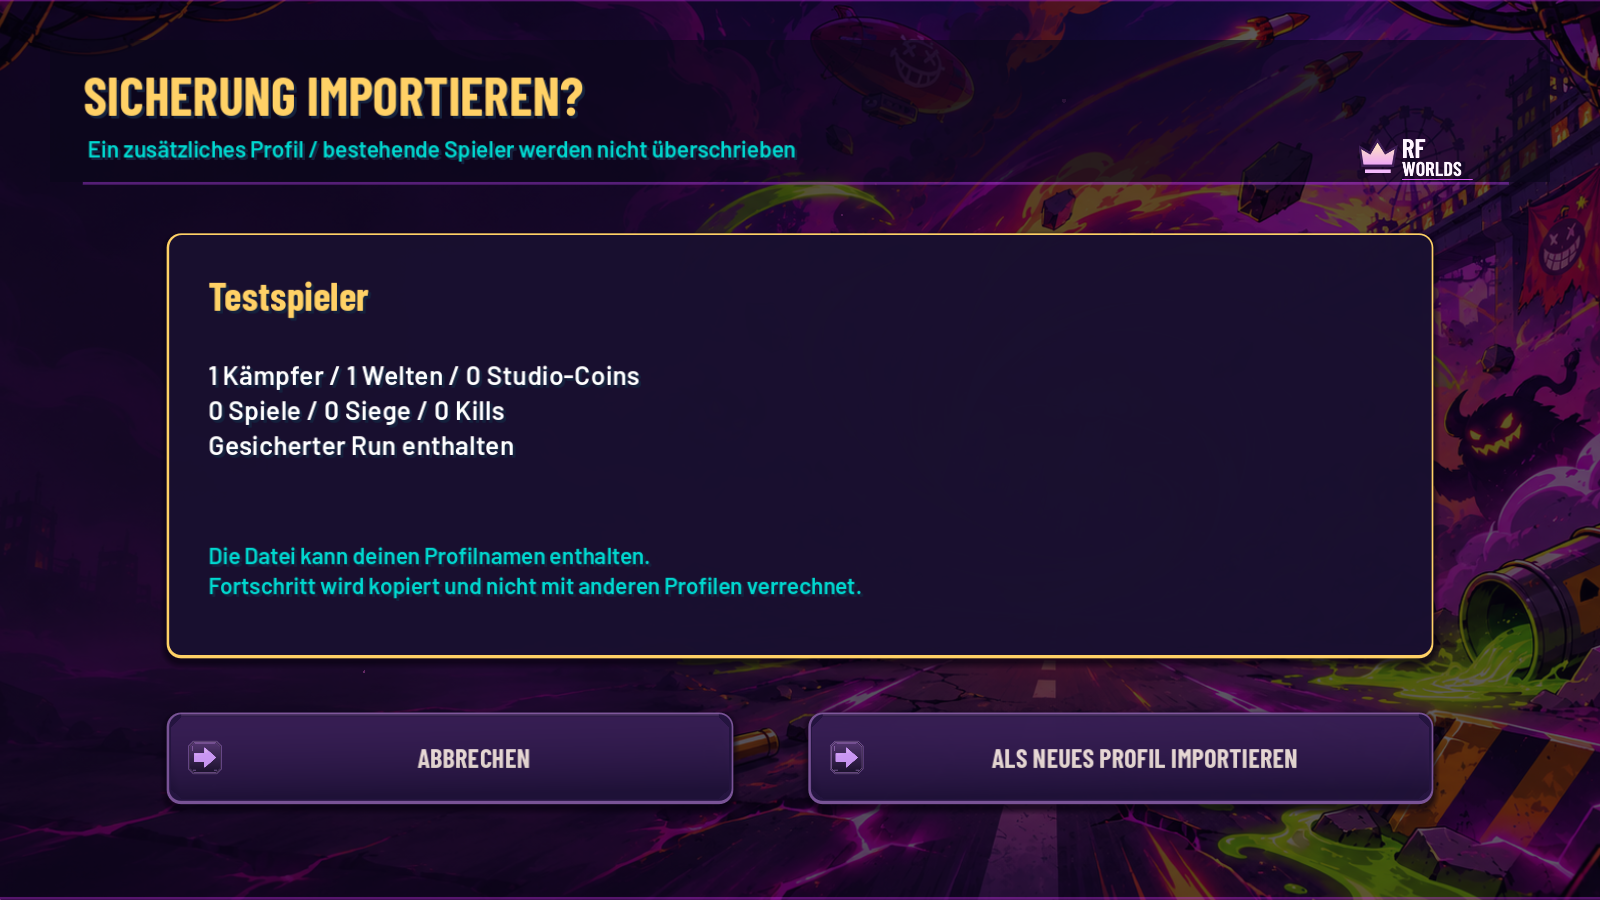 SICHERUNG IMPORTIEREN?
Ein zusätzliches Profil / bestehende Spieler werden nicht überschrieben
RF
WORLDS
Testspieler
1 Kämpfer / 1 Welten / 0 Studio-Coins
0 Spiele / 0 Siege / 0 Kills
Gesicherter Run enthalten
Die Datei kann deinen Profilnamen enthalten.
Fortschritt wird kopiert und nicht mit anderen Profilen verrechnet.
ABBRECHEN
ALS NEUES PROFIL IMPORTIEREN